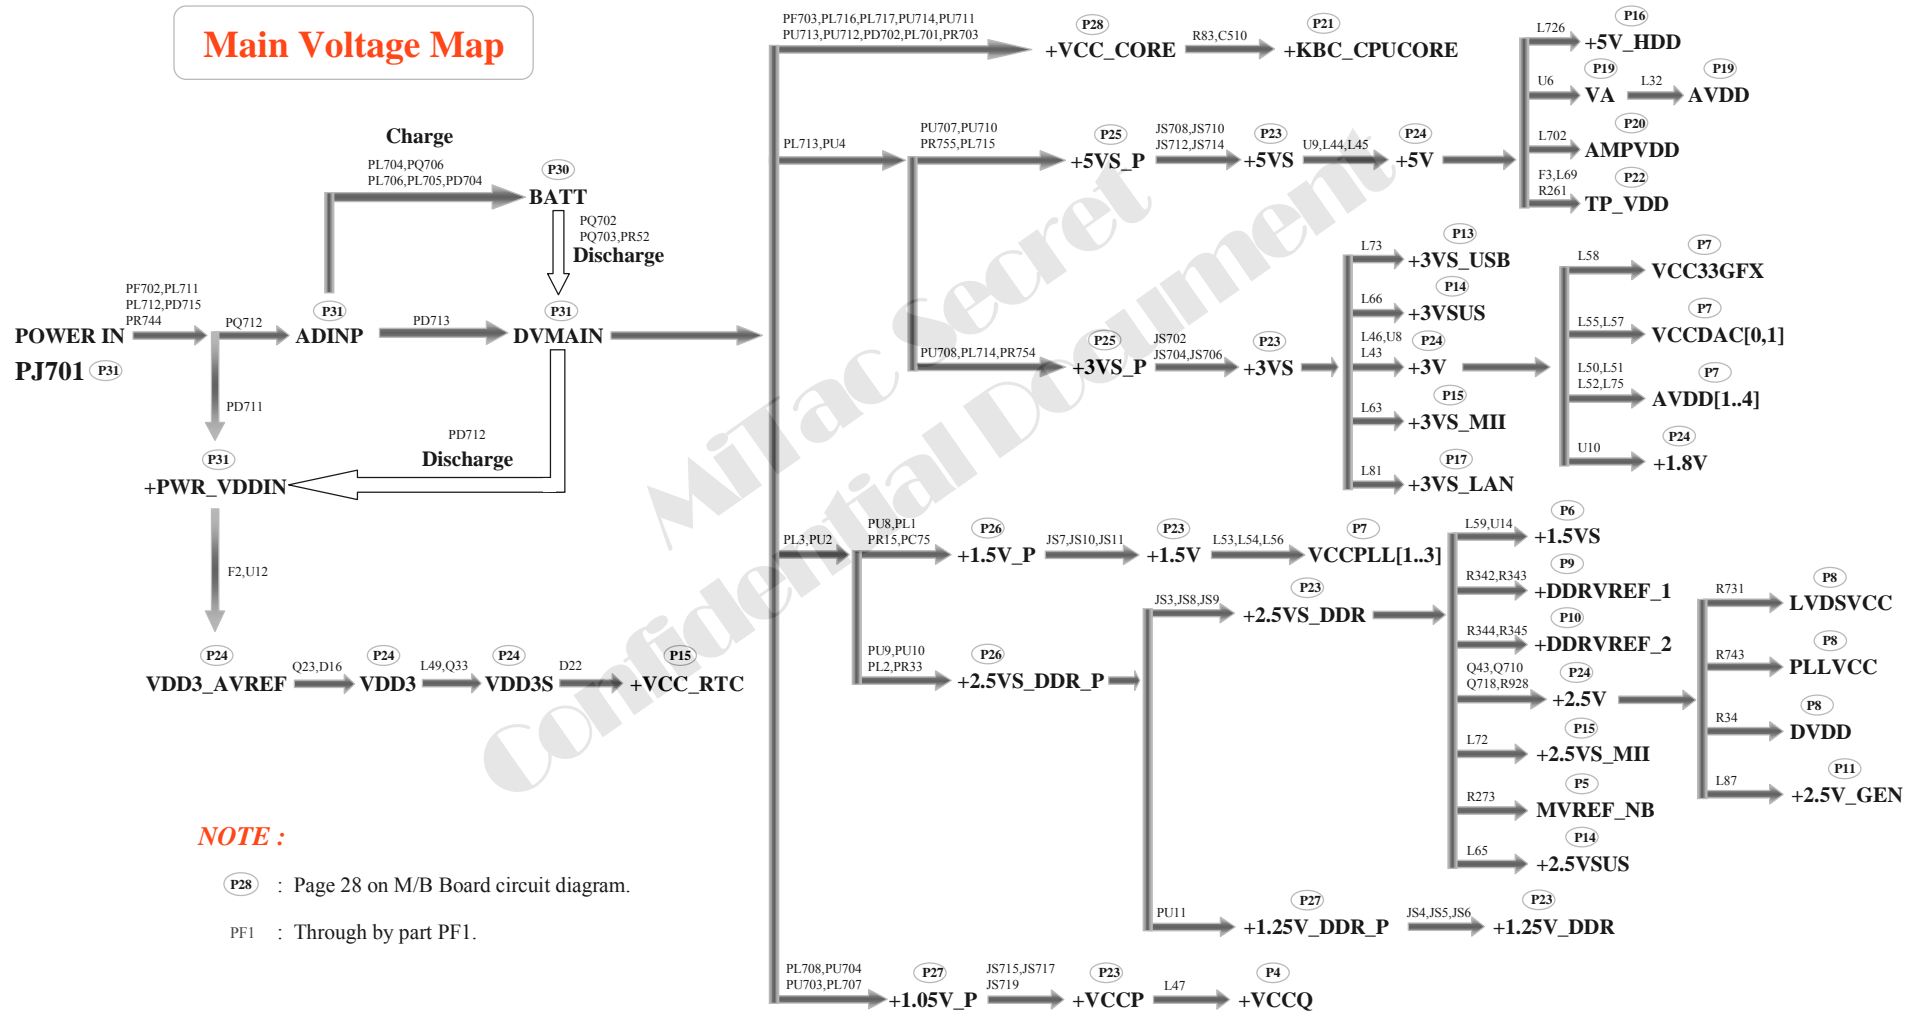 Main Voltage Map
POWER IN
PJ701 P31
PF702,PL711
PL712,PD715
PR744
PQ712
P31
ADINP
Charge
PL704,PQ706
PL706,PL705,PD704
P30
BATT
PQ702
PQ703,PR52
Discharge
PD713
P31
DVMAIN
PD711
PD712
Discharge
P31
+PWR_VDDIN
F2,U12
P24
VDD3_AVREF
Q23,D16
P24
VDD3
L49,Q33
P24
VDD3S
D22
P15
+VCC_RTC
PF703,PL716,PL717,PU714,PU711
PU713,PU712,PD702,PL701,PR703
P28
+VCC_CORE
R83,C510
P21
+KBC_CPUCORE
PL713,PU4
PU707,PU710
PR755,PL715
P25
+5VS_P
JS708,JS710
JS712,JS714
P23
+5VS
U9,L44,L45
P24
+5V
L726
P16
+5V_HDD
U6
P19
VA
L32
P19
AVDD
L702
P20
AMPVDD
F3,L69
R261
P22
TP_VDD
PU708,PL714,PR754
P25
+3VS_P
JS702
JS704,JS706
P23
+3VS
L73
P13
+3VS_USB
L66
P14
+3VSUS
L46,U8
L43
P24
+3V
L63
P15
+3VS_MII
L81
P17
+3VS_LAN
L58
P7
VCC33GFX
L55,L57
P7
VCCDAC[0,1]
L50,L51
L52,L75
P7
AVDD[1..4]
U10
P24
+1.8V
PL3,PU2
PU8,PL1
PR15,PC75
P26
+1.5V_P
JS7,JS10,JS11
P23
+1.5V
L53,L54,L56
P7
VCCPLL[1..3]
PU9,PU10
PL2,PR33
P26
+2.5VS_DDR_P
JS3,JS8,JS9
P23
+2.5VS_DDR
L59,U14
P6
+1.5VS
R342,R343
P9
+DDRVREF_1
R344,R345
P10
+DDRVREF_2
Q43,Q710
Q718,R928
P24
+2.5V
L72
P15
+2.5VS_MII
R273
P5
MVREF_NB
L65
P14
+2.5VSUS
R731
P8
LVDSVCC
R743
P8
PLLVCC
R34
P8
DVDD
L87
P11
+2.5V_GEN
PU11
P27
+1.25V_DDR_P
JS4,JS5,JS6
P23
+1.25V_DDR
PL708,PU704
PU703,PL707
P27
+1.05V_P
JS715,JS717
JS719
P23
+VCCP
L47
P4
+VCCQ
NOTE :
P28 : Page 28 on M/B Board circuit diagram.
PF1 : Through by part PF1.
MiTac Secret
Confidential Document